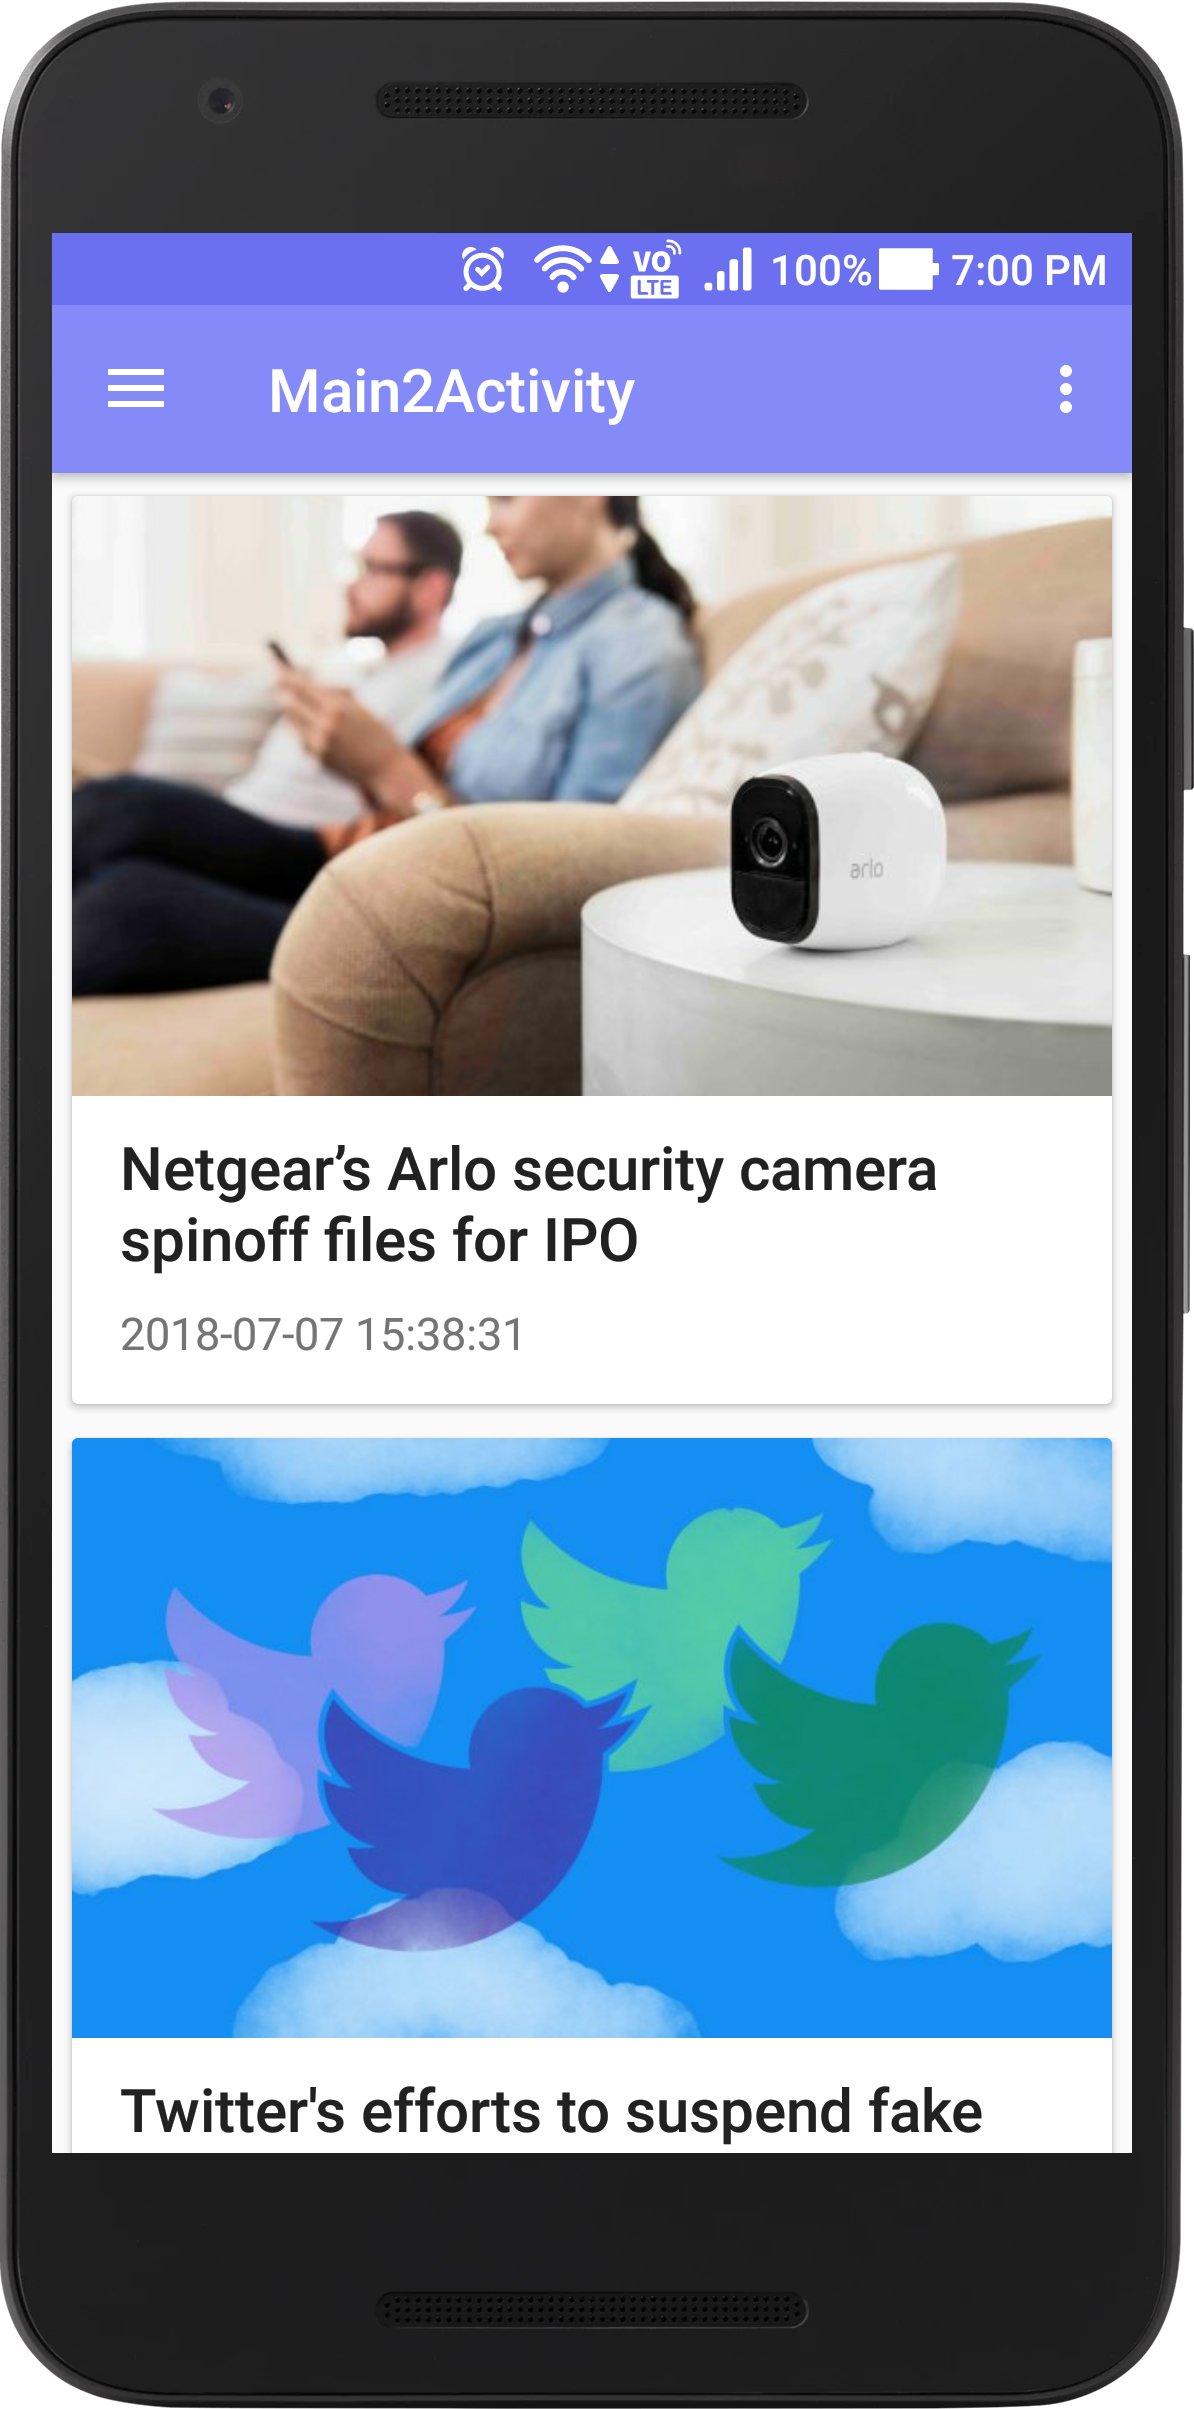 VO
LTE
100%
7:00 PM
Main2Activity
arlo
Netgear’s Arlo security camera
spinoff files for IPO
2018-07-07 15:38:31
Twitter's efforts to suspend fake